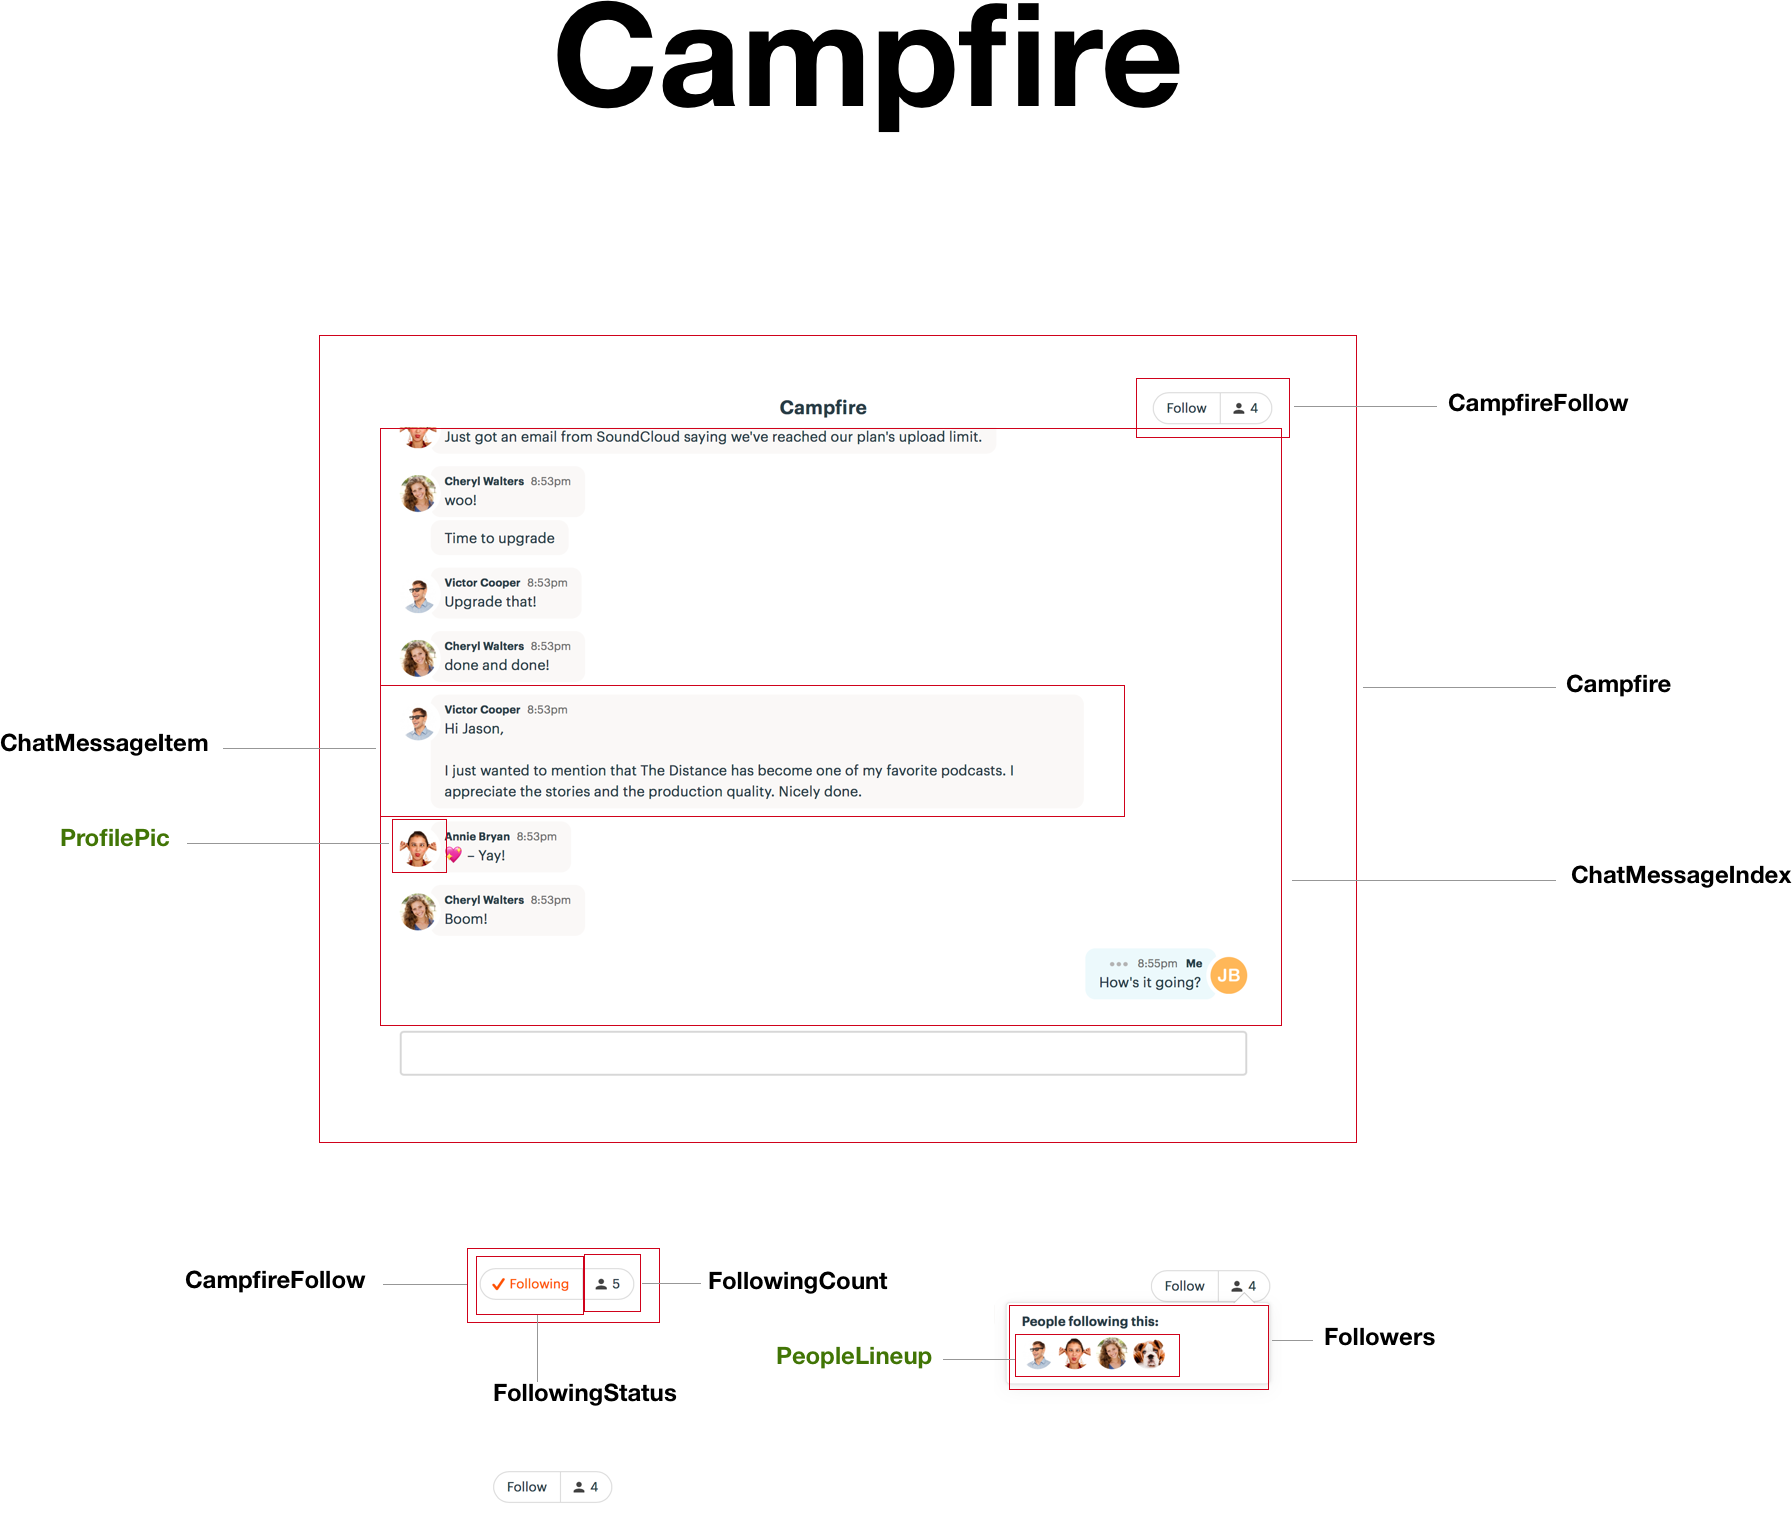 Campfire
Campfire
Follow 4
CampfireFollow
Just got an email from SoundCloud saying we've reached our plan's upload limit.
Cheryl Walters 8:53pm
woo!
Time to upgrade
Victor Cooper 8:53pm
Upgrade that!
Cheryl Walters 8:53pm
done and done!
Campfire
Victor Cooper 8:53pm
Hi Jason,
ChatMessageItem
I just wanted to mention that The Distance has become one of my favorite podcasts. I
appreciate the stories and the production quality. Nicely done.
ProfilePic
Annie Bryan 8:53pm
💖 – Yay!
ChatMessageIndex
Cheryl Walters 8:53pm
Boom!
••• 8:55pm Me
How's it going?
JB
CampfireFollow
Following 5
FollowingCount
FollowingStatus
Follow 4
People following this:
Followers
PeopleLineup
Follow 4